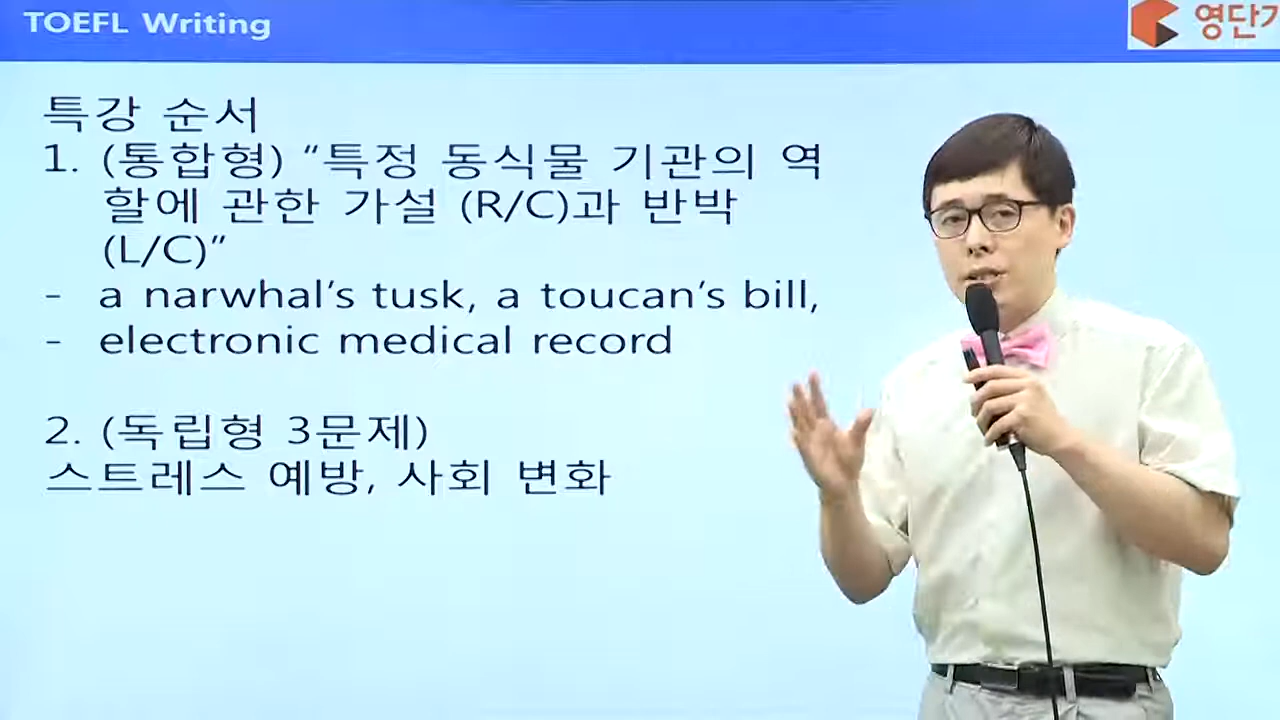 TOEFL Writing
영단기
특강 순서
1. (통합형) “특정 동식물 기관의 역
할에 관한 가설 (R/C)과 반박
(L/C)”
- a narwhal’s tusk, a toucan’s bill,
- electronic medical record
2. (독립형 3문제)
스트레스 예방, 사회 변화